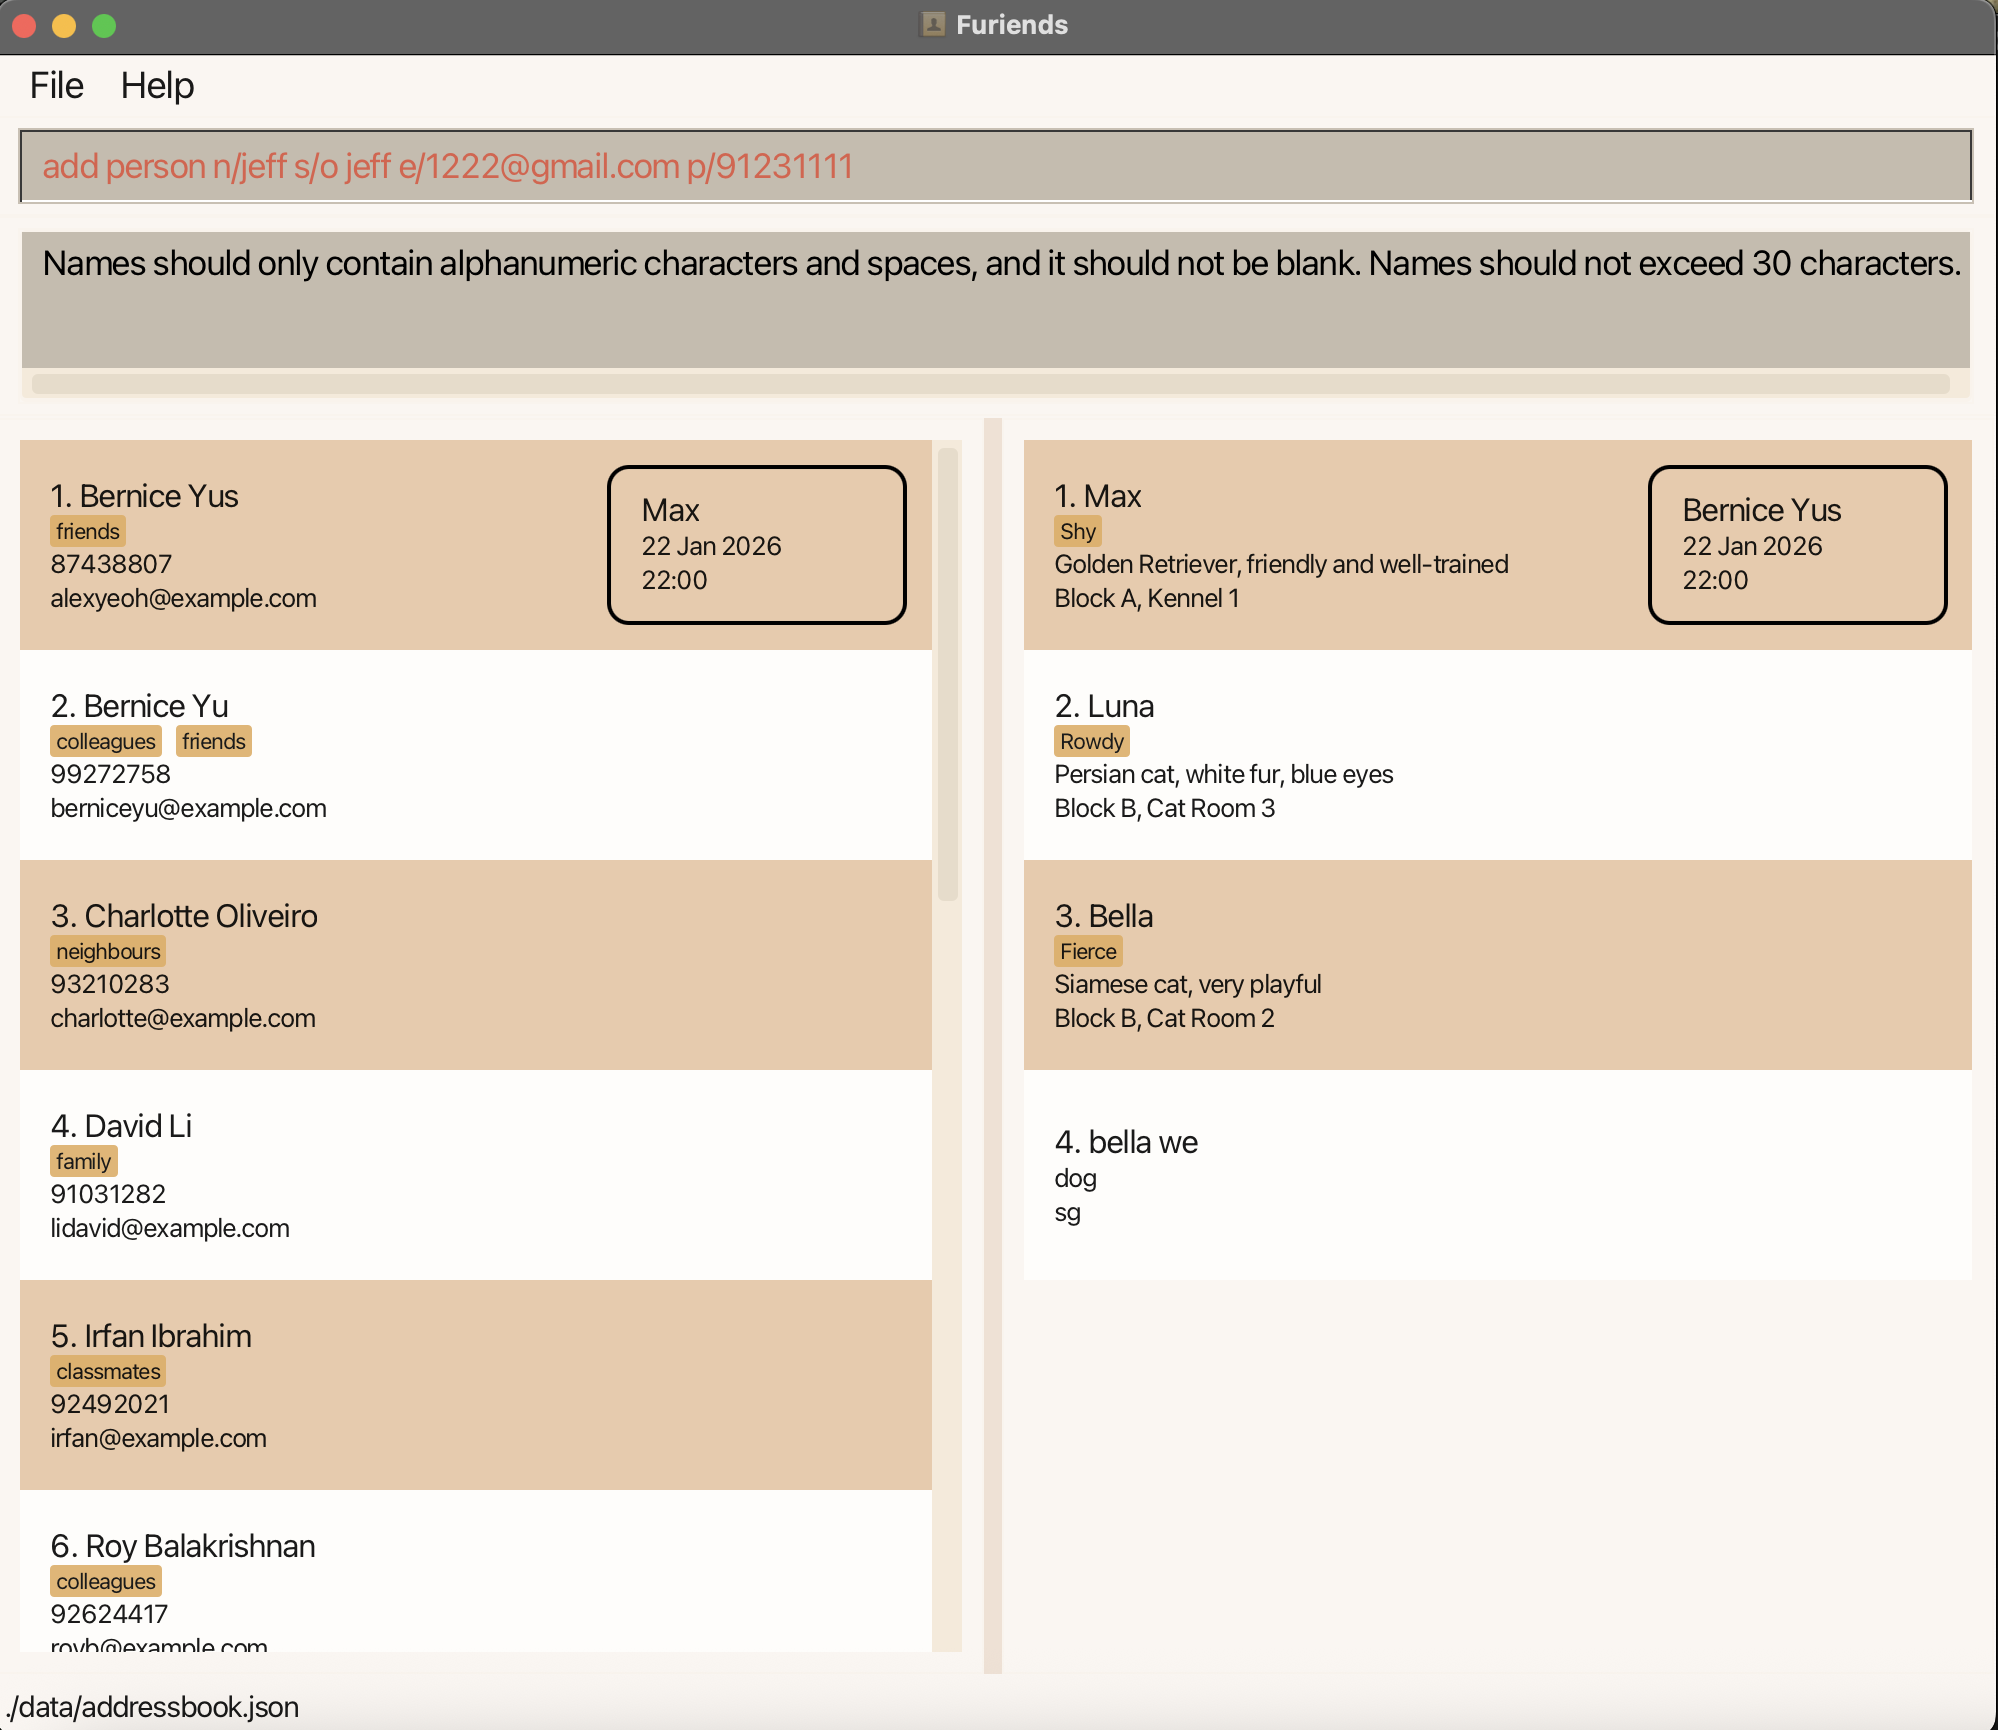 Furiends
File Help
add person n/jeff s/o jeff e/1222@gmail.com p/91231111
Names should only contain alphanumeric characters and spaces, and it should not be blank. Names should not exceed 30 characters.
1. Bernice Yus
friends
87438807
alexyeoh@example.com
Max
22 Jan 2026
22:00
2. Bernice Yu
colleagues friends
99272758
berniceyu@example.com
3. Charlotte Oliveiro
neighbours
93210283
charlotte@example.com
4. David Li
family
91031282
lidavid@example.com
5. Irfan Ibrahim
classmates
92492021
irfan@example.com
6. Roy Balakrishnan
colleagues
92624417
royb@example.com
1. Max
Shy
Golden Retriever, friendly and well-trained
Block A, Kennel 1
Bernice Yus
22 Jan 2026
22:00
2. Luna
Rowdy
Persian cat, white fur, blue eyes
Block B, Cat Room 3
3. Bella
Fierce
Siamese cat, very playful
Block B, Cat Room 2
4. bella we
dog
sg
./data/addressbook.json